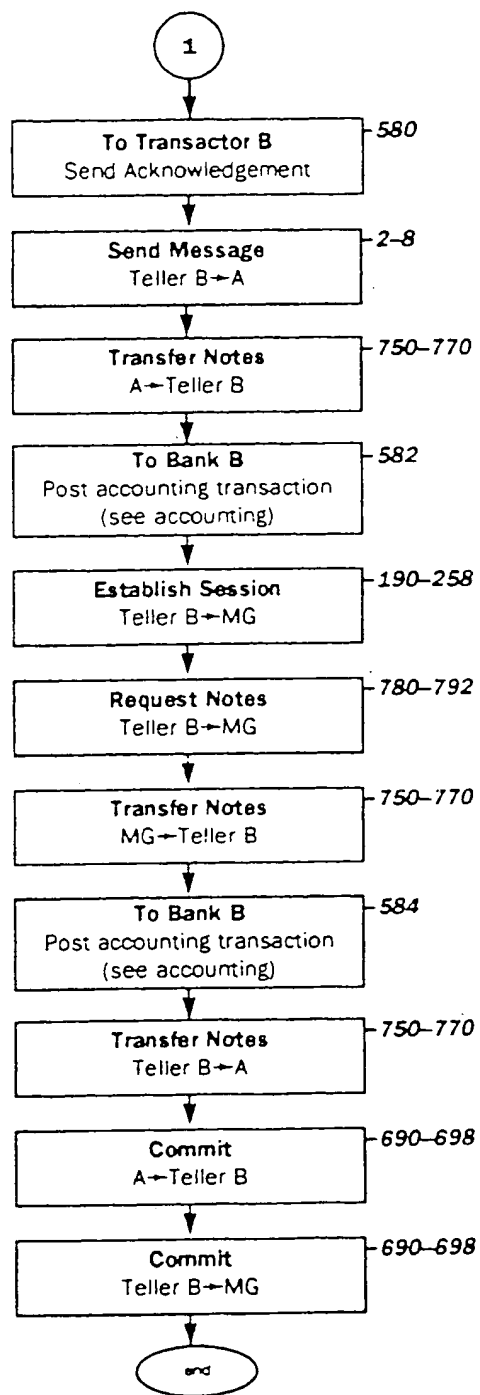 1
To Transactor B
Send Acknowledgement
580
Send Message
Teller B→A
2–8
Transfer Notes
A→Teller B
750–770
To Bank B
Post accounting transaction
(see accounting)
582
Establish Session
Teller B→MG
190–258
Request Notes
Teller B→MG
780–792
Transfer Notes
MG→Teller B
750–770
To Bank B
Post accounting transaction
(see accounting)
584
Transfer Notes
Teller B→A
750–770
Commit
A→Teller B
690–698
Commit
Teller B→MG
690–698
end